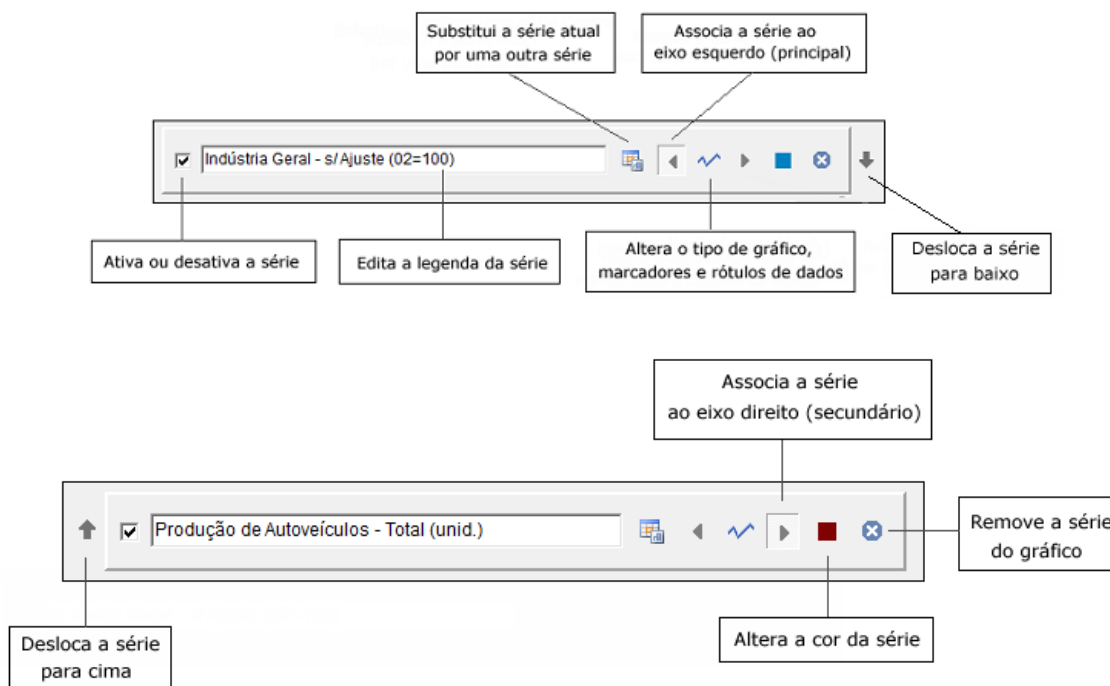 Substitui a série atual
por uma outra série
Associa a série ao
eixo esquerdo (principal)
Indústria Geral - s/ Ajuste (02=100)
Ativa ou desativa a série
Edita a legenda da série
Altera o tipo de gráfico,
marcadores e rótulos de dados
Desloca a série
para baixo
Associa a série
ao eixo direito (secundário)
Produção de Autoveículos - Total (unid.)
Remove a série
do gráfico
Desloca a série
para cima
Altera a cor da série